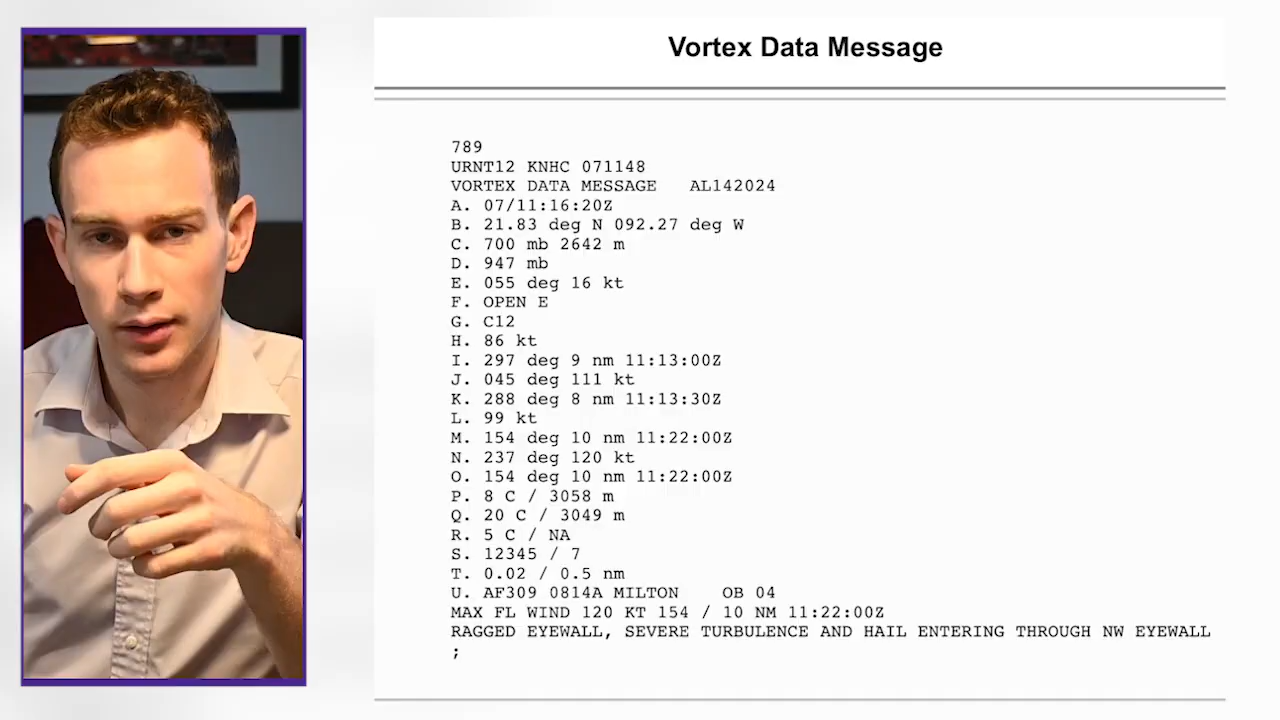 Vortex Data Message
789
URNT12 KNHC 071148
VORTEX DATA MESSAGE   AL142024
A. 07/11:16:20Z
B. 21.83 deg N 092.27 deg W
C. 700 mb 2642 m
D. 947 mb
E. 055 deg 16 kt
F. OPEN E
G. C12
H. 86 kt
I. 297 deg 9 nm 11:13:00Z
J. 045 deg 111 kt
K. 288 deg 8 nm 11:13:30Z
L. 99 kt
M. 154 deg 10 nm 11:22:00Z
N. 237 deg 120 kt
O. 154 deg 10 nm 11:22:00Z
P. 8 C / 3058 m
Q. 20 C / 3049 m
R. 5 C / NA
S. 12345 / 7
T. 0.02 / 0.5 nm
U. AF309 0814A MILTON    OB 04
MAX FL WIND 120 KT 154 / 10 NM 11:22:00Z
RAGGED EYEWALL, SEVERE TURBULENCE AND HAIL ENTERING THROUGH NW EYEWALL
;